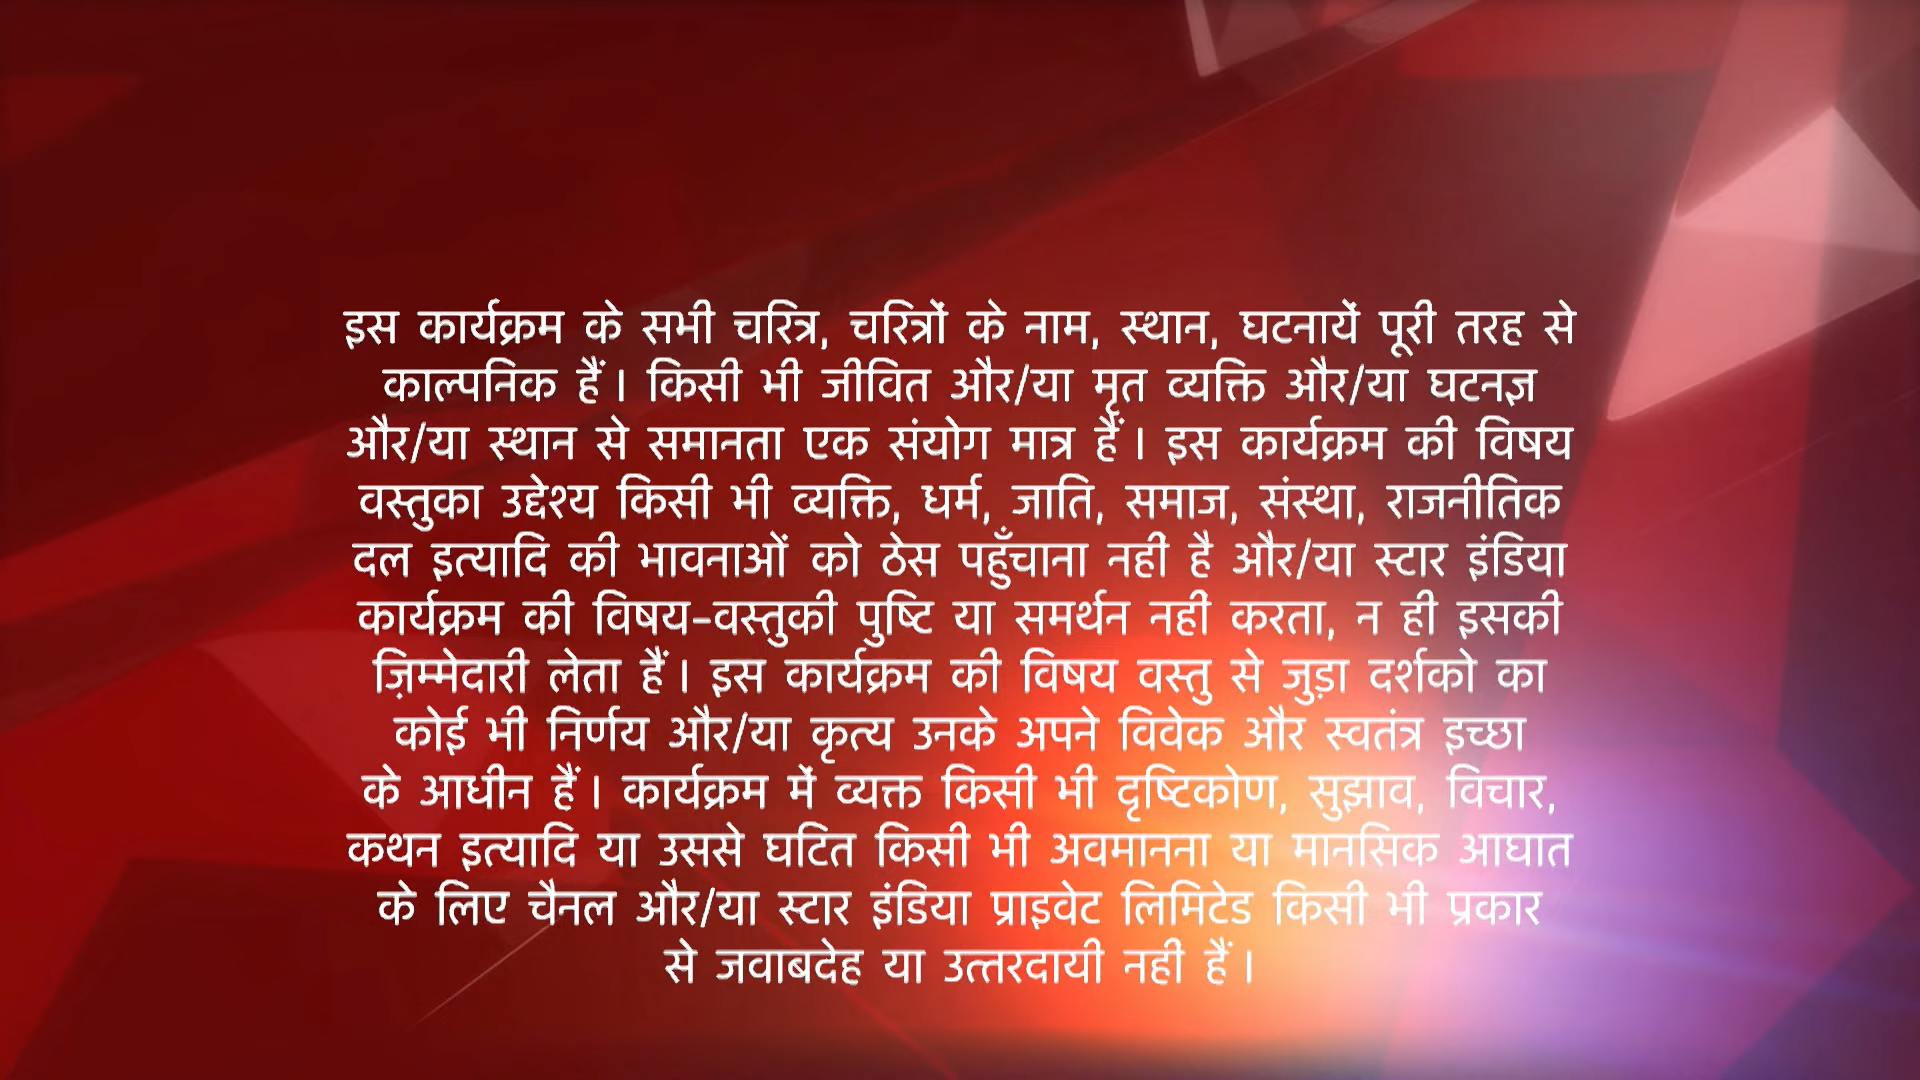 इस कार्यक्रम के सभी चरित्र, चरित्रों के नाम, स्थान, घटनायें पूरी तरह से
काल्पनिक हैं। किसी भी जीवित और/या मृत व्यक्ति और/या घटनज्ञ
और/या स्थान से समानता एक संयोग मात्र हैं। इस कार्यक्रम की विषय
वस्तुका उद्देश्य किसी भी व्यक्ति, धर्म, जाति, समाज, संस्था, राजनीतिक
दल इत्यादि की भावनाओं को ठेस पहुँचाना नही है और/या स्टार इंडिया
कार्यक्रम की विषय-वस्तुकी पुष्टि या समर्थन नही करता, न ही इसकी
ज़िम्मेदारी लेता हैं। इस कार्यक्रम की विषय वस्तु से जुड़ा दर्शको का
कोई भी निर्णय और/या कृत्य उनके अपने विवेक और स्वतंत्र इच्छा
के आधीन हैं। कार्यक्रम में व्यक्त किसी भी दृष्टिकोण, सुझाव, विचार,
कथन इत्यादि या उससे घटित किसी भी अवमानना या मानसिक आघात
के लिए चैनल और/या स्टार इंडिया प्राइवेट लिमिटेड किसी भी प्रकार
से जवाबदेह या उत्तरदायी नही हैं।